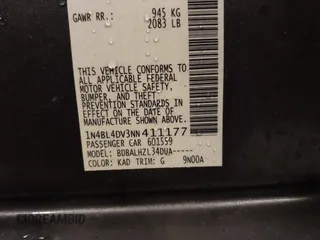 GAWR RR: 945 KG
2083 LB
THIS VEHICLE CONFORMS TO
ALL APPLICABLE FEDERAL
MOTOR VEHICLE SAFETY,
BUMPER, AND THEFT
PREVENTION STANDARDS IN
EFFECT ON THE DATE OF
MANUFACTURE SHOWN ABOVE.
1N4BL4DV3NN411177
PASSENGER CAR 601559
MODEL: BDBALHZL34DUA-----
COLOR: KAD TRIM: G 9N00A
© DREAMBID